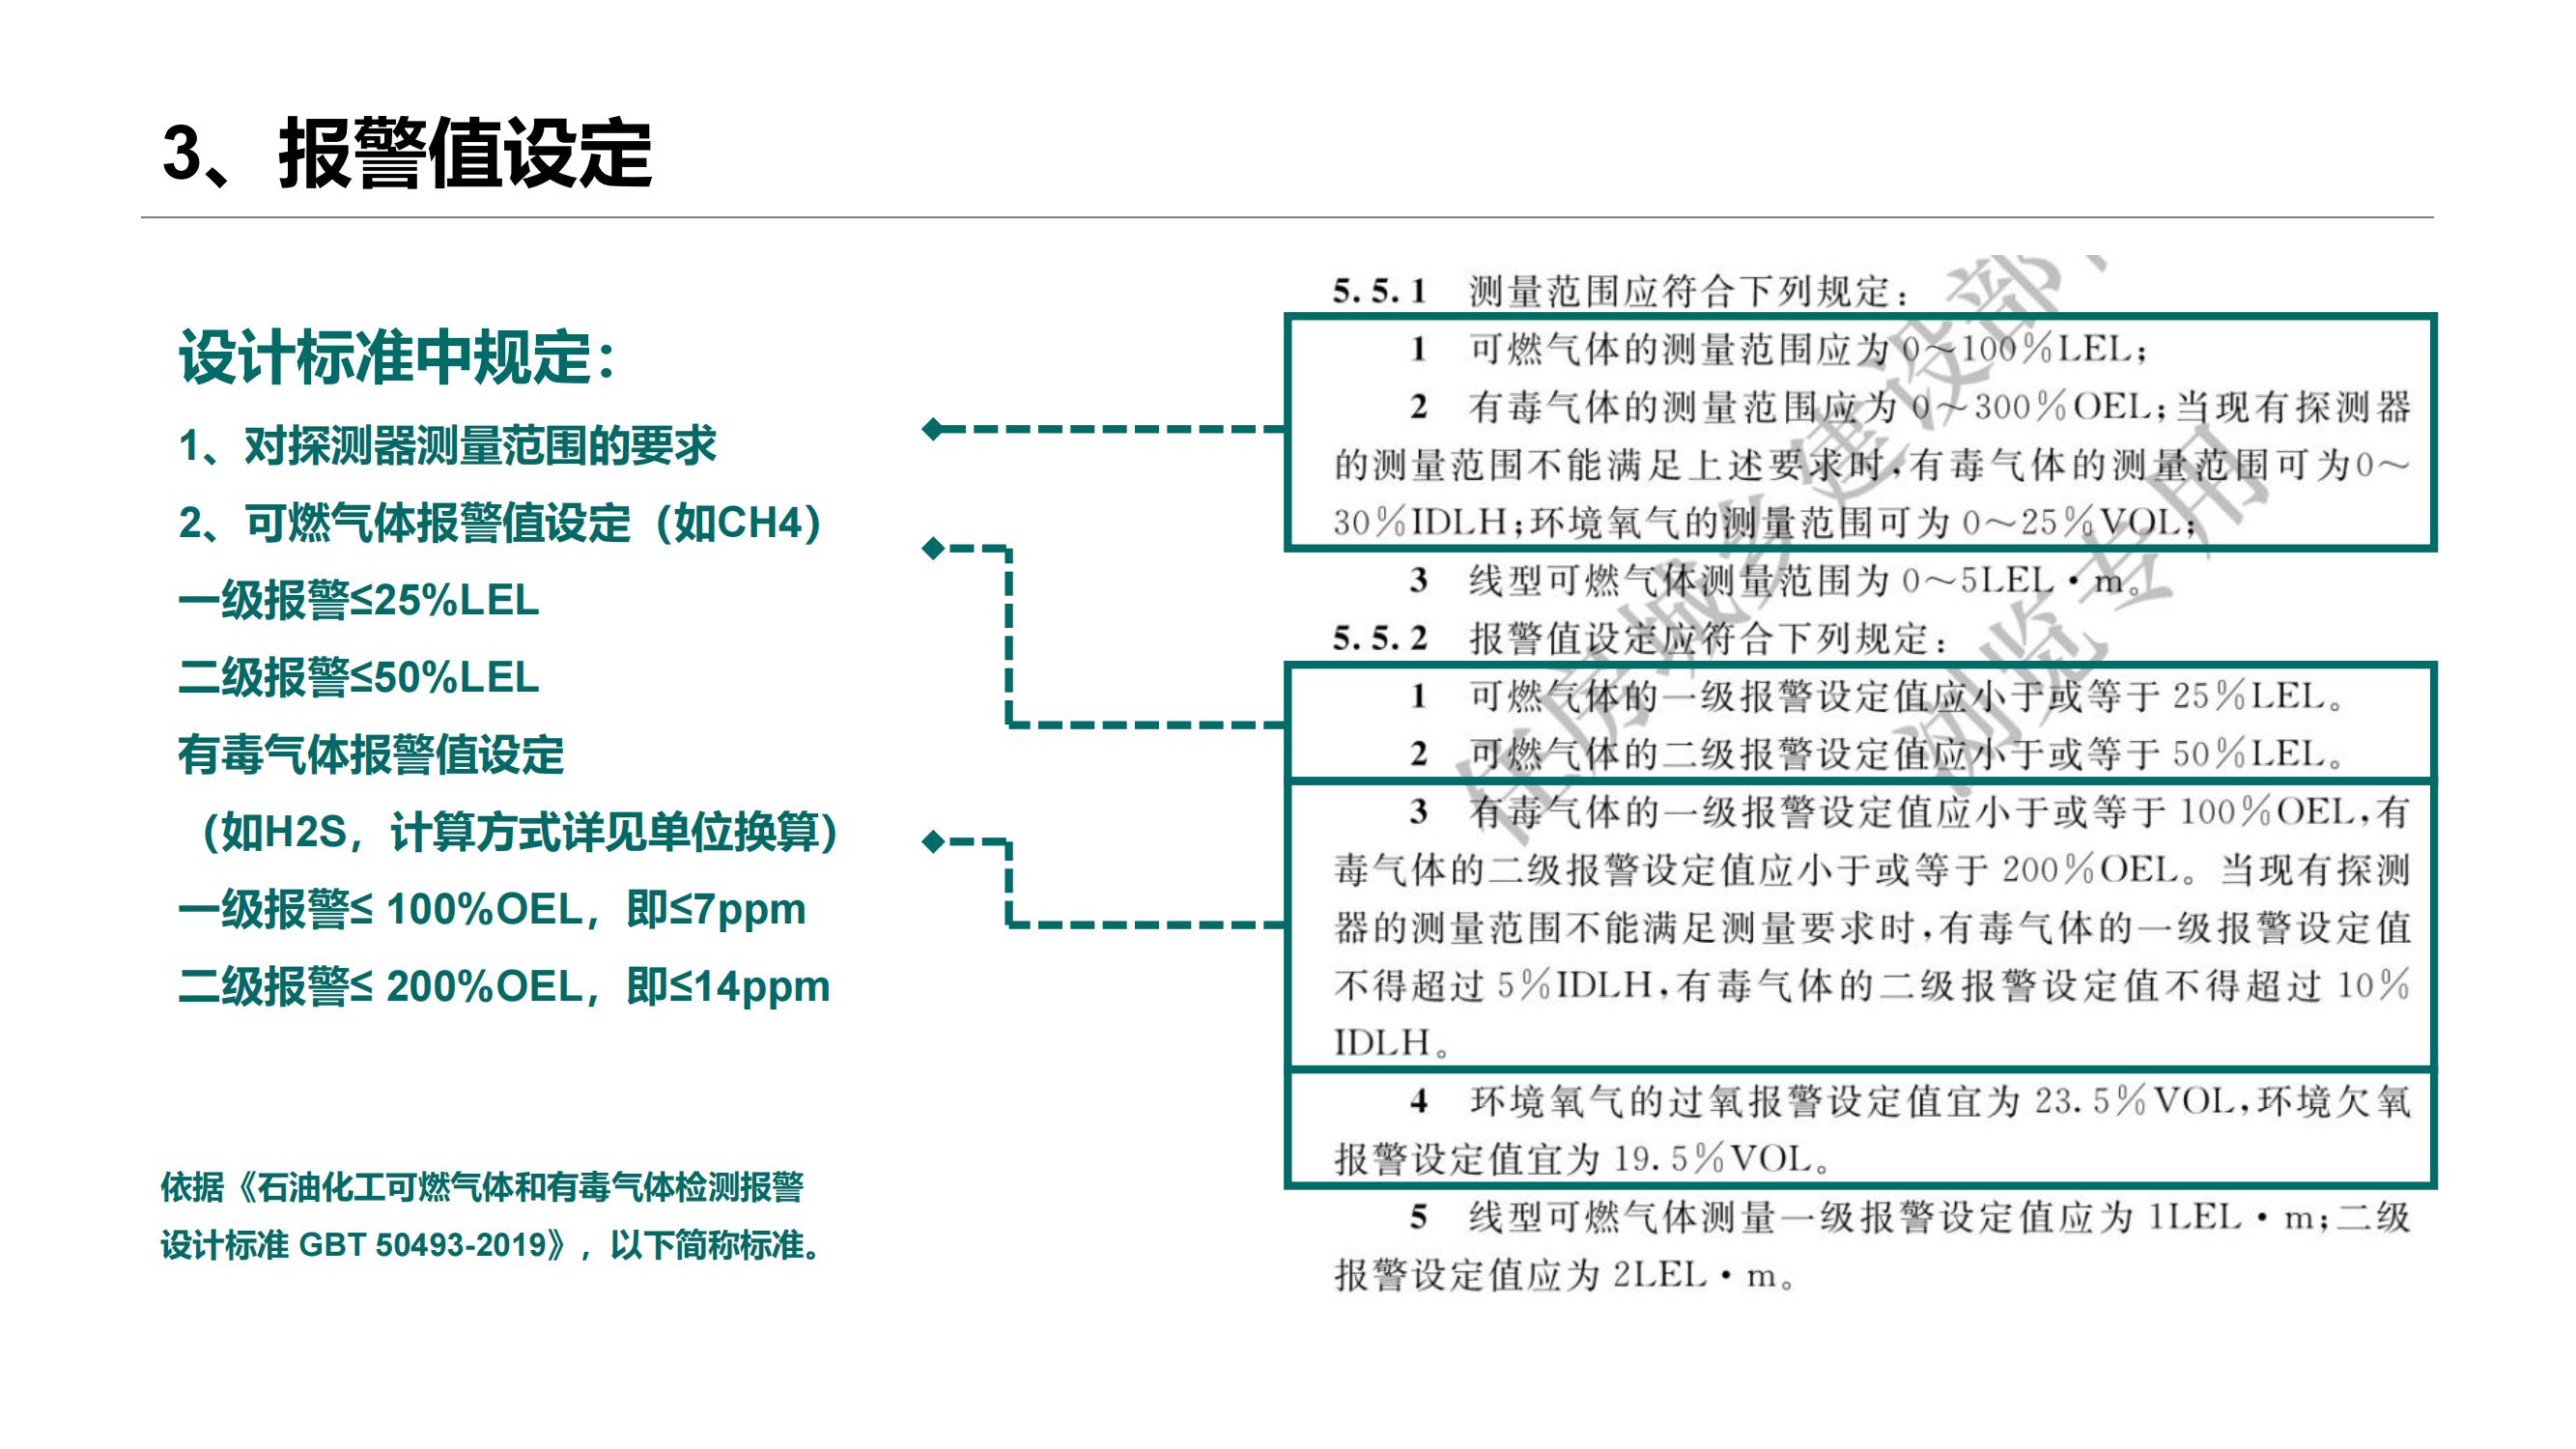 3、报警值设定
设计标准中规定：
1、对探测器测量范围的要求
2、可燃气体报警值设定（如CH4）
一级报警≤25%LEL
二级报警≤50%LEL
有毒气体报警值设定
（如H2S，计算方式详见单位换算）
一级报警≤ 100%OEL，即≤7ppm
二级报警≤ 200%OEL，即≤14ppm
依据《石油化工可燃气体和有毒气体检测报警
设计标准 GBT 50493-2019》，以下简称标准。
5.5.1 测量范围应符合下列规定：
1 可燃气体的测量范围应为 0～100%LEL；
2 有毒气体的测量范围应为 0～300%OEL；当现有探测器
的测量范围不能满足上述要求时，有毒气体的测量范围可为0～
30%IDLH；环境氧气的测量范围可为 0～25%VOL；
3 线型可燃气体测量范围为 0～5LEL·m。
5.5.2 报警值设定应符合下列规定：
1 可燃气体的一级报警设定值应小于或等于 25%LEL。
2 可燃气体的二级报警设定值应小于或等于 50%LEL。
3 有毒气体的一级报警设定值应小于或等于 100%OEL，有
毒气体的二级报警设定值应小于或等于 200%OEL。当现有探测
器的测量范围不能满足测量要求时，有毒气体的一级报警设定值
不得超过 5%IDLH，有毒气体的二级报警设定值不得超过 10%
IDLH。
4 环境氧气的过氧报警设定值宜为 23.5%VOL，环境欠氧
报警设定值宜为 19.5%VOL。
5 线型可燃气体测量一级报警设定值应为 1LEL·m；二级
报警设定值应为 2LEL·m。
住房城乡建设部
浏览专用